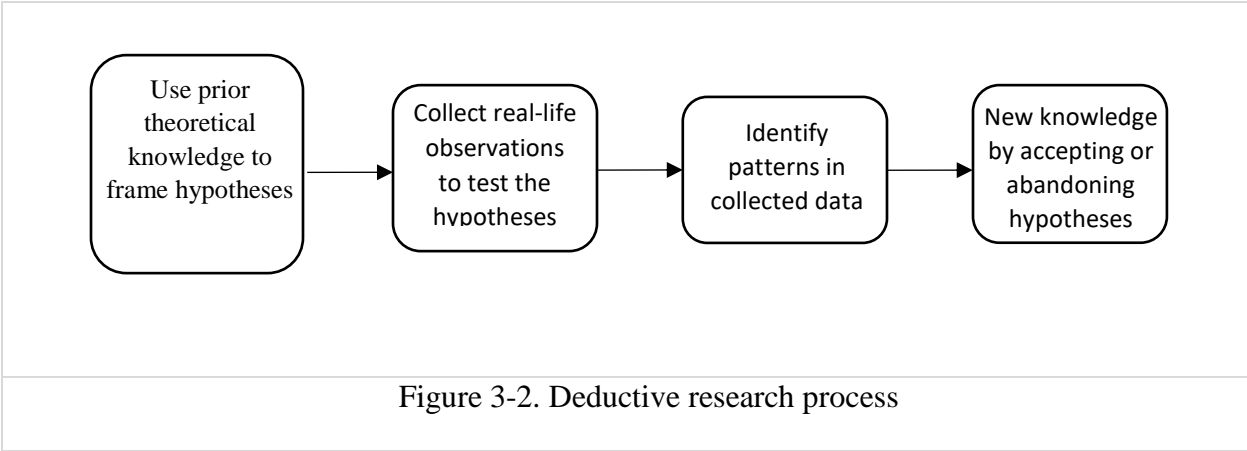 Use prior
theoretical
knowledge to
frame hypotheses
Collect real-life
observations
to test the
hypotheses
Identify
patterns in
collected data
New knowledge
by accepting or
abandoning
hypotheses
Figure 3-2. Deductive research process